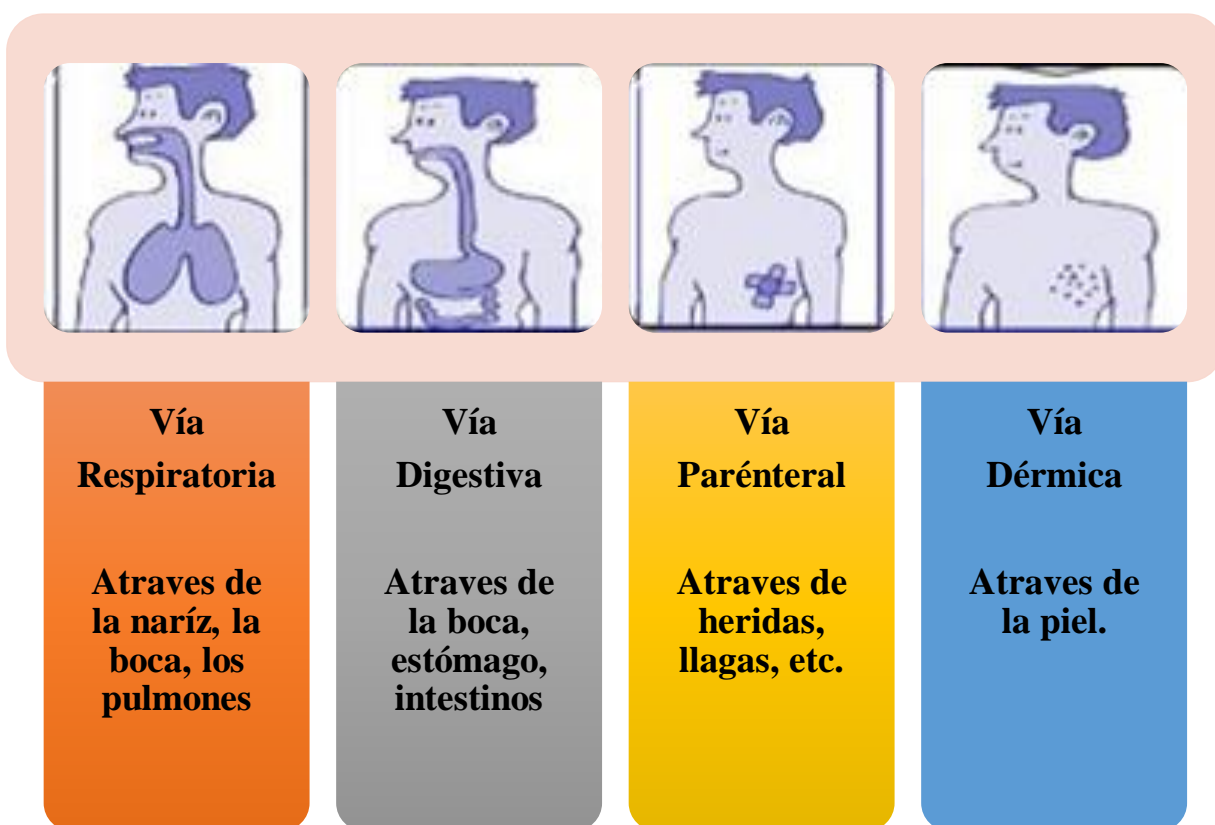 Vía
Respiratoria
Atraves de
la naríz, la
boca, los
pulmones
Vía
Digestiva
Atraves de
la boca,
estómago,
intestinos
Vía
Parénteral
Atraves de
heridas,
llagas, etc.
Vía
Dérmica
Atraves de
la piel.